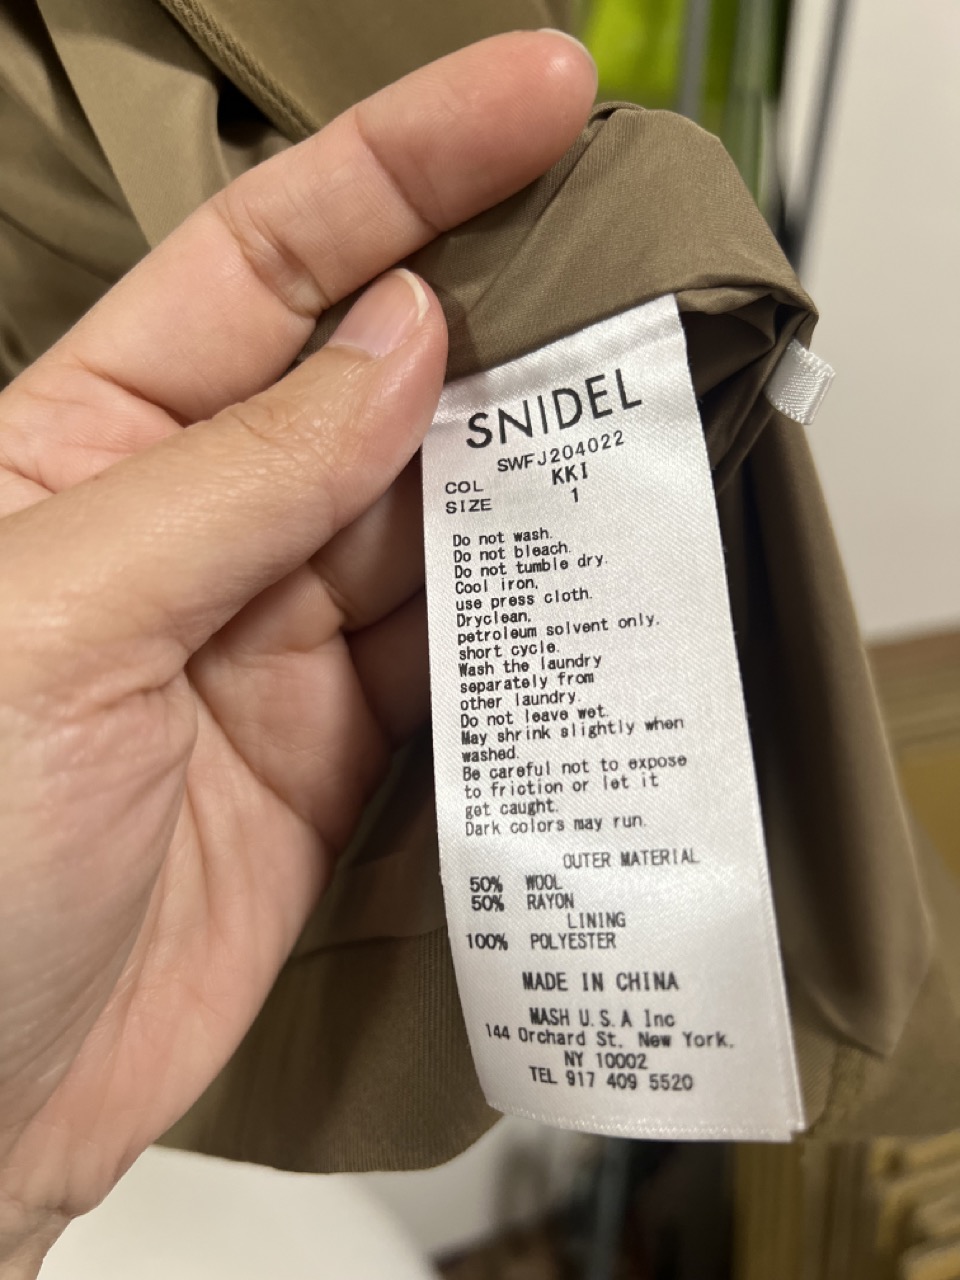 SNIDEL
SWFJ204022
COL KKI
SIZE 1
Do not wash.
Do not bleach.
Do not tumble dry.
Cool iron,
use press cloth.
Dryclean,
petroleum solvent only.
short cycle.
Wash the laundry
separately from
other laundry.
Do not leave wet.
May shrink slightly when
washed.
Be careful not to expose
to friction or let it
get caught.
Dark colors may run.
OUTER MATERIAL
50% WOOL
50% RAYON
LINING
100% POLYESTER
MADE IN CHINA
MASH U.S.A Inc
144 Orchard St. New York.
NY 10002
TEL 917 409 5520